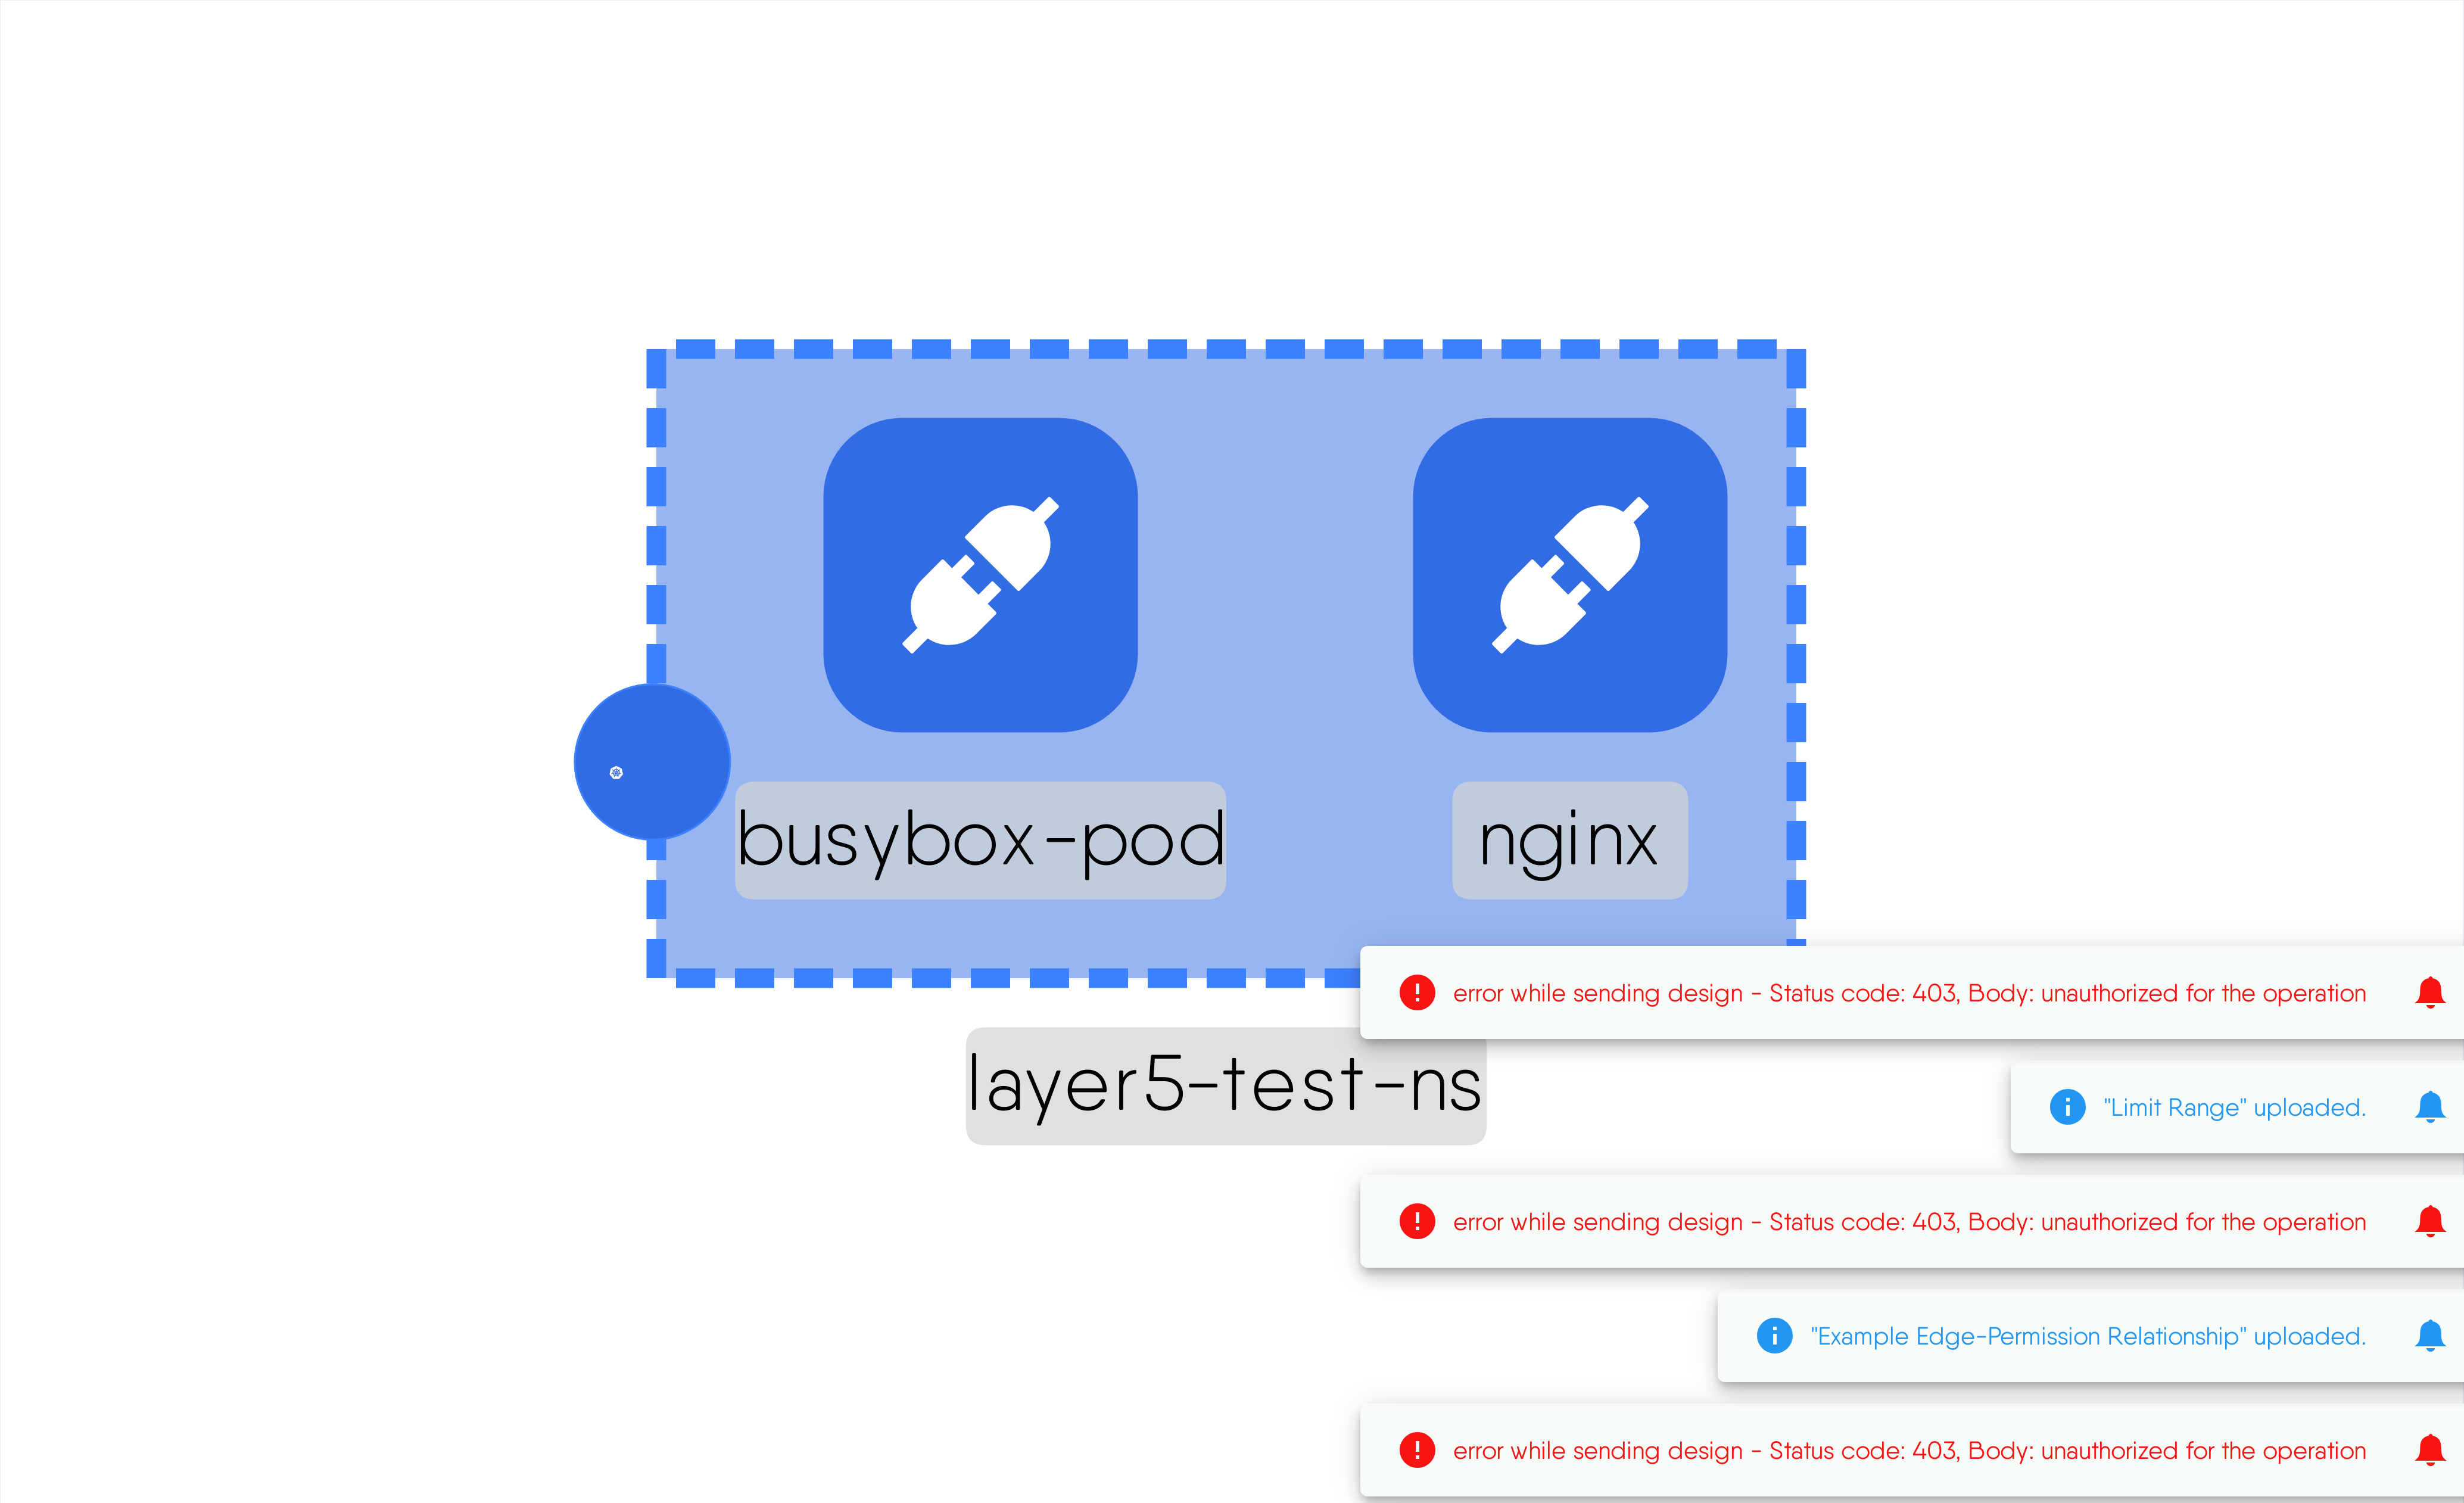 busybox-pod
nginx
layer5-test-ns
error while sending design - Status code: 403, Body: unauthorized for the operation
"Limit Range" uploaded.
error while sending design - Status code: 403, Body: unauthorized for the operation
"Example Edge-Permission Relationship" uploaded.
error while sending design - Status code: 403, Body: unauthorized for the operation